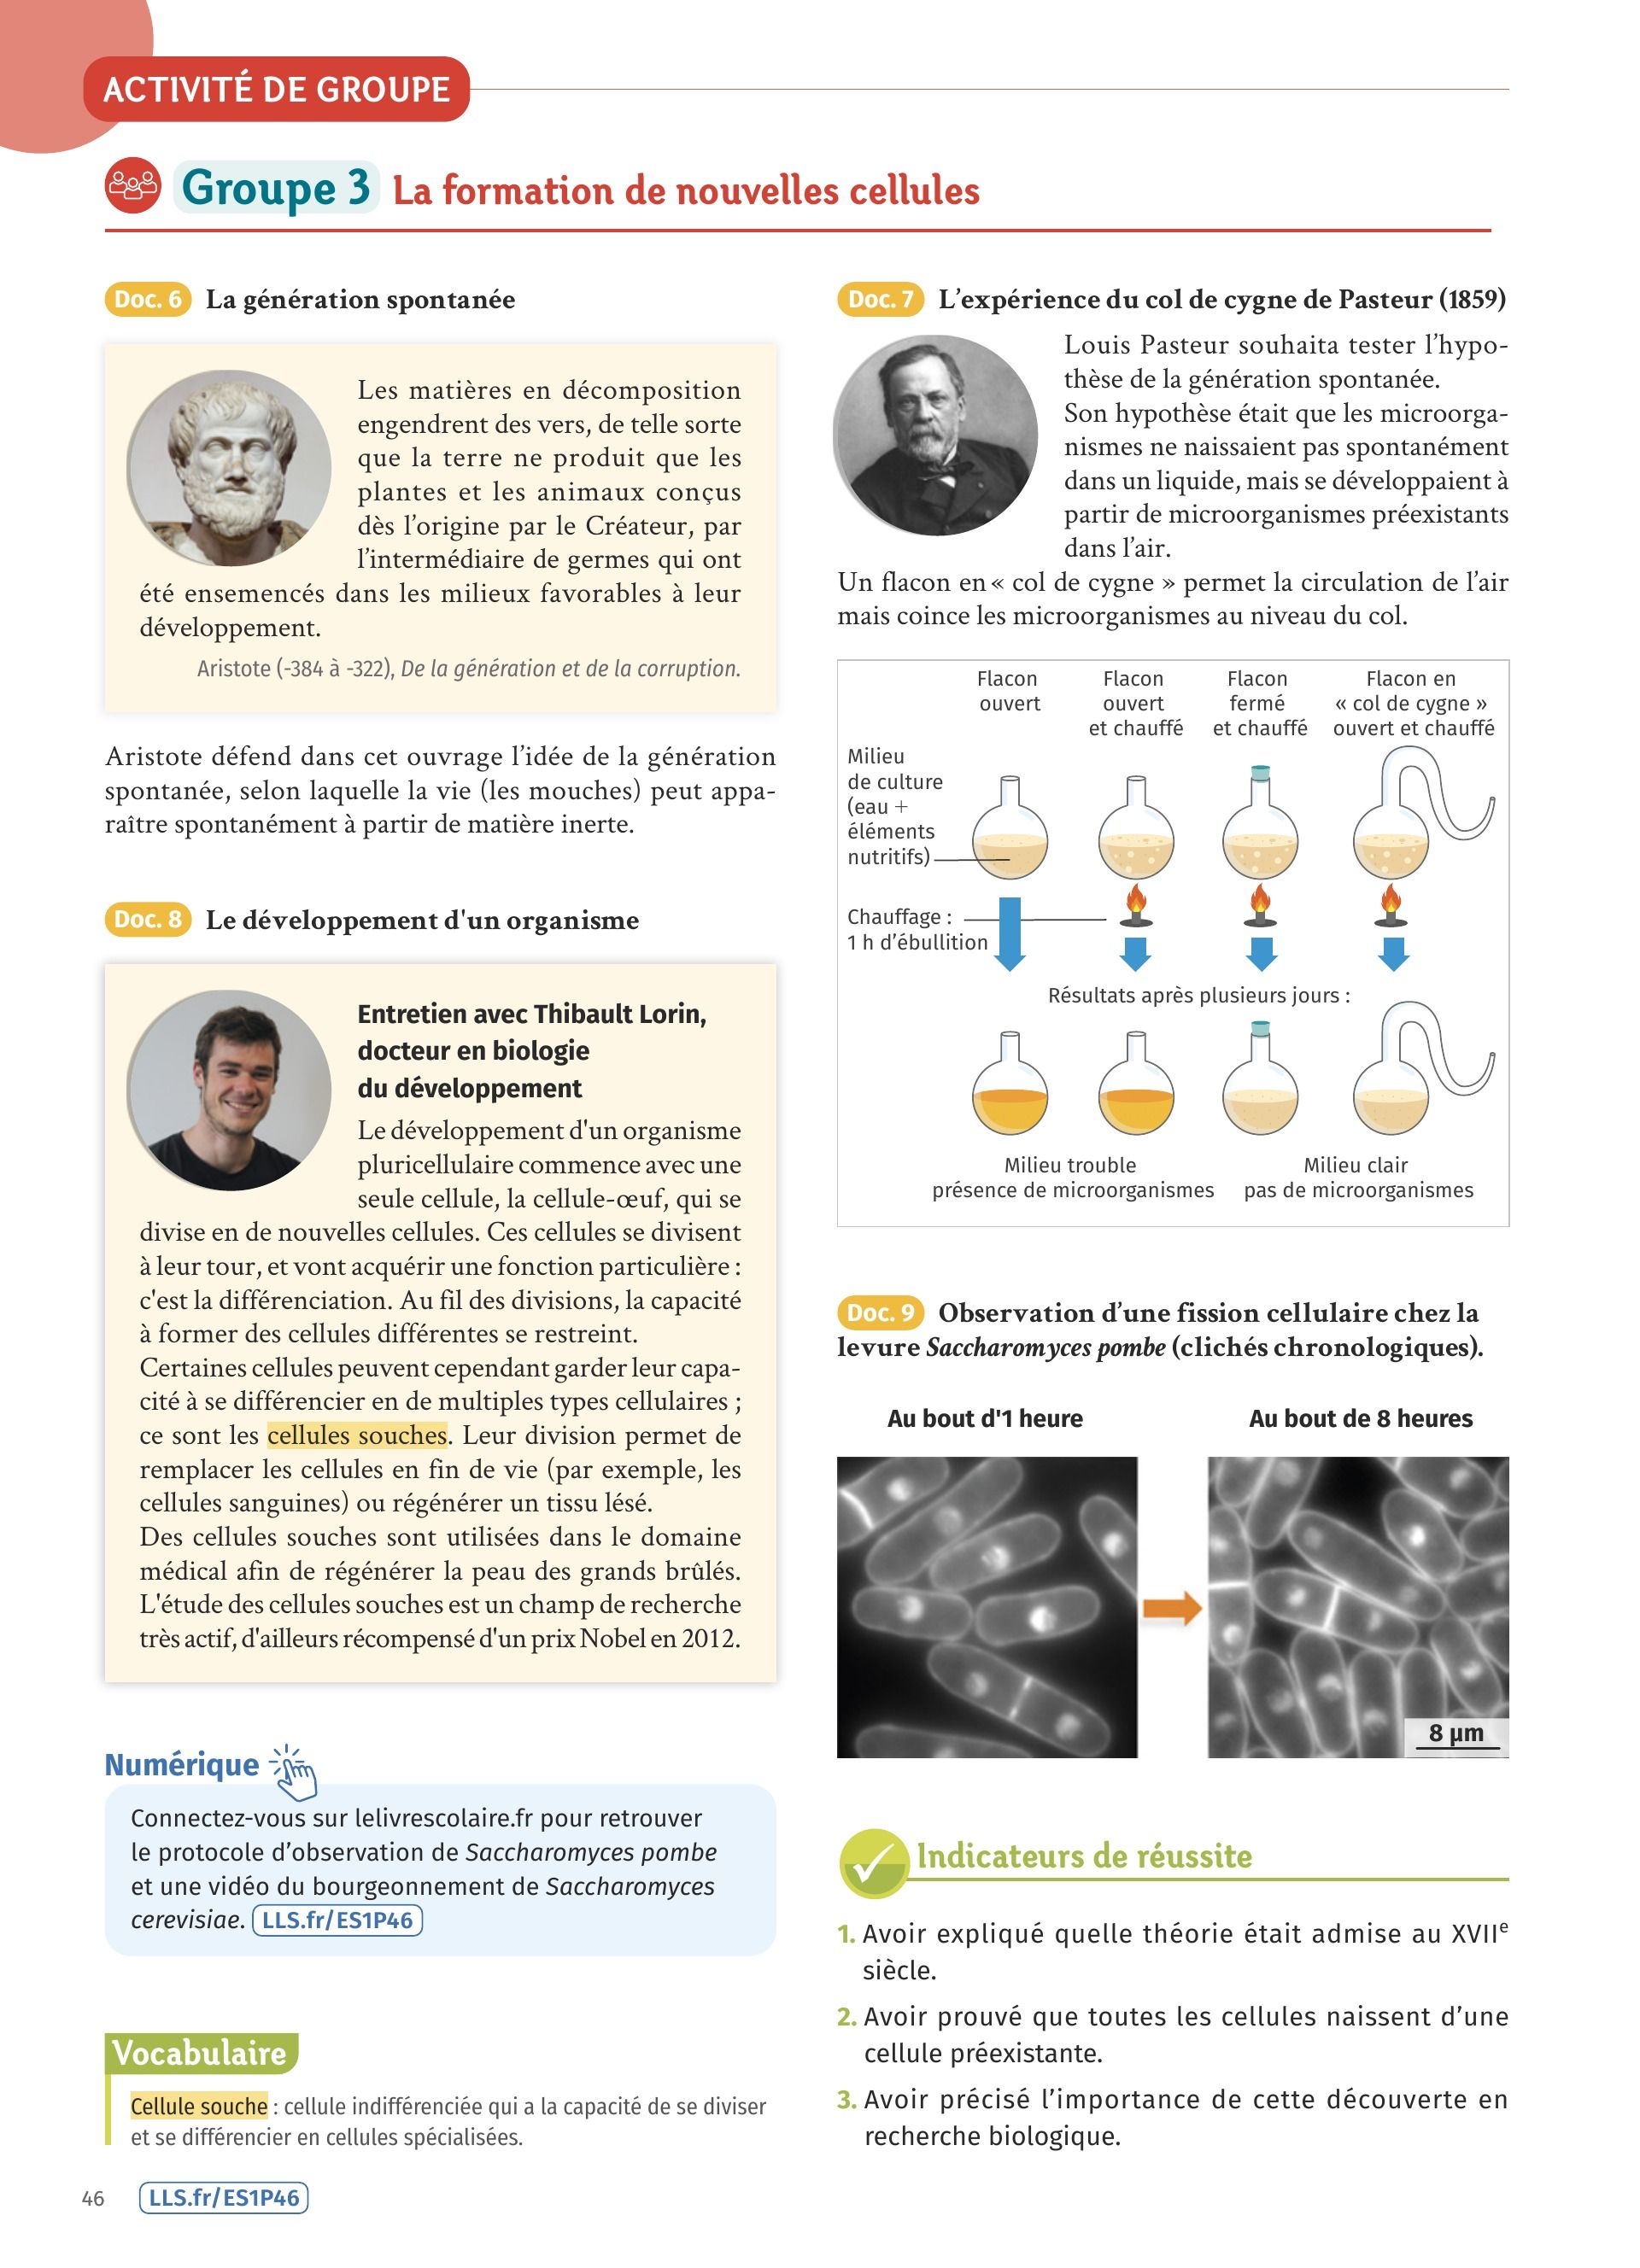 ACTIVITÉ DE GROUPE
Groupe 3 La formation de nouvelles cellules
Doc. 6 La génération spontanée
Les matières en décomposition
engendrent des vers, de telle sorte
que la terre ne produit que les
plantes et les animaux conçus
dès l'origine par le Créateur, par
l'intermédiaire de germes qui ont
été ensemencés dans les milieux favorables à leur
développement.
Aristote (-384 à -322), De la génération et de la corruption.
Aristote défend dans cet ouvrage l'idée de la génération
spontanée, selon laquelle la vie (les mouches) peut appa-
raître spontanément à partir de matière inerte.
Doc. 8 Le développement d'un organisme
Entretien avec Thibault Lorin,
docteur en biologie
du développement
Le développement d'un organisme
pluricellulaire commence avec une
seule cellule, la cellule-œuf, qui se
divise en de nouvelles cellules. Ces cellules se divisent
à leur tour, et vont acquérir une fonction particulière :
c'est la différenciation. Au fil des divisions, la capacité
à former des cellules différentes se restreint.
Certaines cellules peuvent cependant garder leur capa-
cité à se différencier en de multiples types cellulaires ;
ce sont les cellules souches. Leur division permet de
remplacer les cellules en fin de vie (par exemple, les
cellules sanguines) ou régénérer un tissu lésé.
Des cellules souches sont utilisées dans le domaine
médical afin de régénérer la peau des grands brûlés.
L'étude des cellules souches est un champ de recherche
très actif, d'ailleurs récompensé d'un prix Nobel en 2012.
Numérique
Connectez-vous sur lelivrescolaire.fr pour retrouver
le protocole d'observation de Saccharomyces pombe
et une vidéo du bourgeonnement de Saccharomyces
cerevisiae. LLS.fr/ES1P46
Vocabulaire
Cellule souche : cellule indifférenciée qui a la capacité de se diviser
et se différencier en cellules spécialisées.
Doc. 7 L'expérience du col de cygne de Pasteur (1859)
Louis Pasteur souhaita tester l'hypo-
thèse de la génération spontanée.
Son hypothèse était que les microorga-
nismes ne naissaient pas spontanément
dans un liquide, mais se développaient à
partir de microorganismes préexistants
dans l'air.
Un flacon en « col de cygne » permet la circulation de l'air
mais coince les microorganismes au niveau du col.
Flacon
ouvert
Flacon
ouvert
et chauffé
Flacon
fermé
et chauffé
Flacon en
« col de cygne »
ouvert et chauffé
Milieu
de culture
(eau +
éléments
nutritifs)
Chauffage :
1 h d'ébullition
Résultats après plusieurs jours :
Milieu trouble
présence de microorganismes
Milieu clair
pas de microorganismes
Doc. 9 Observation d'une fission cellulaire chez la
levure Saccharomyces pombe (clichés chronologiques).
Au bout d'1 heure
Au bout de 8 heures
8 μm
Indicateurs de réussite
1. Avoir expliqué quelle théorie était admise au XVIIe
siècle.
2. Avoir prouvé que toutes les cellules naissent d'une
cellule préexistante.
3. Avoir précisé l'importance de cette découverte en
recherche biologique.
46
LLS.fr/ES1P46